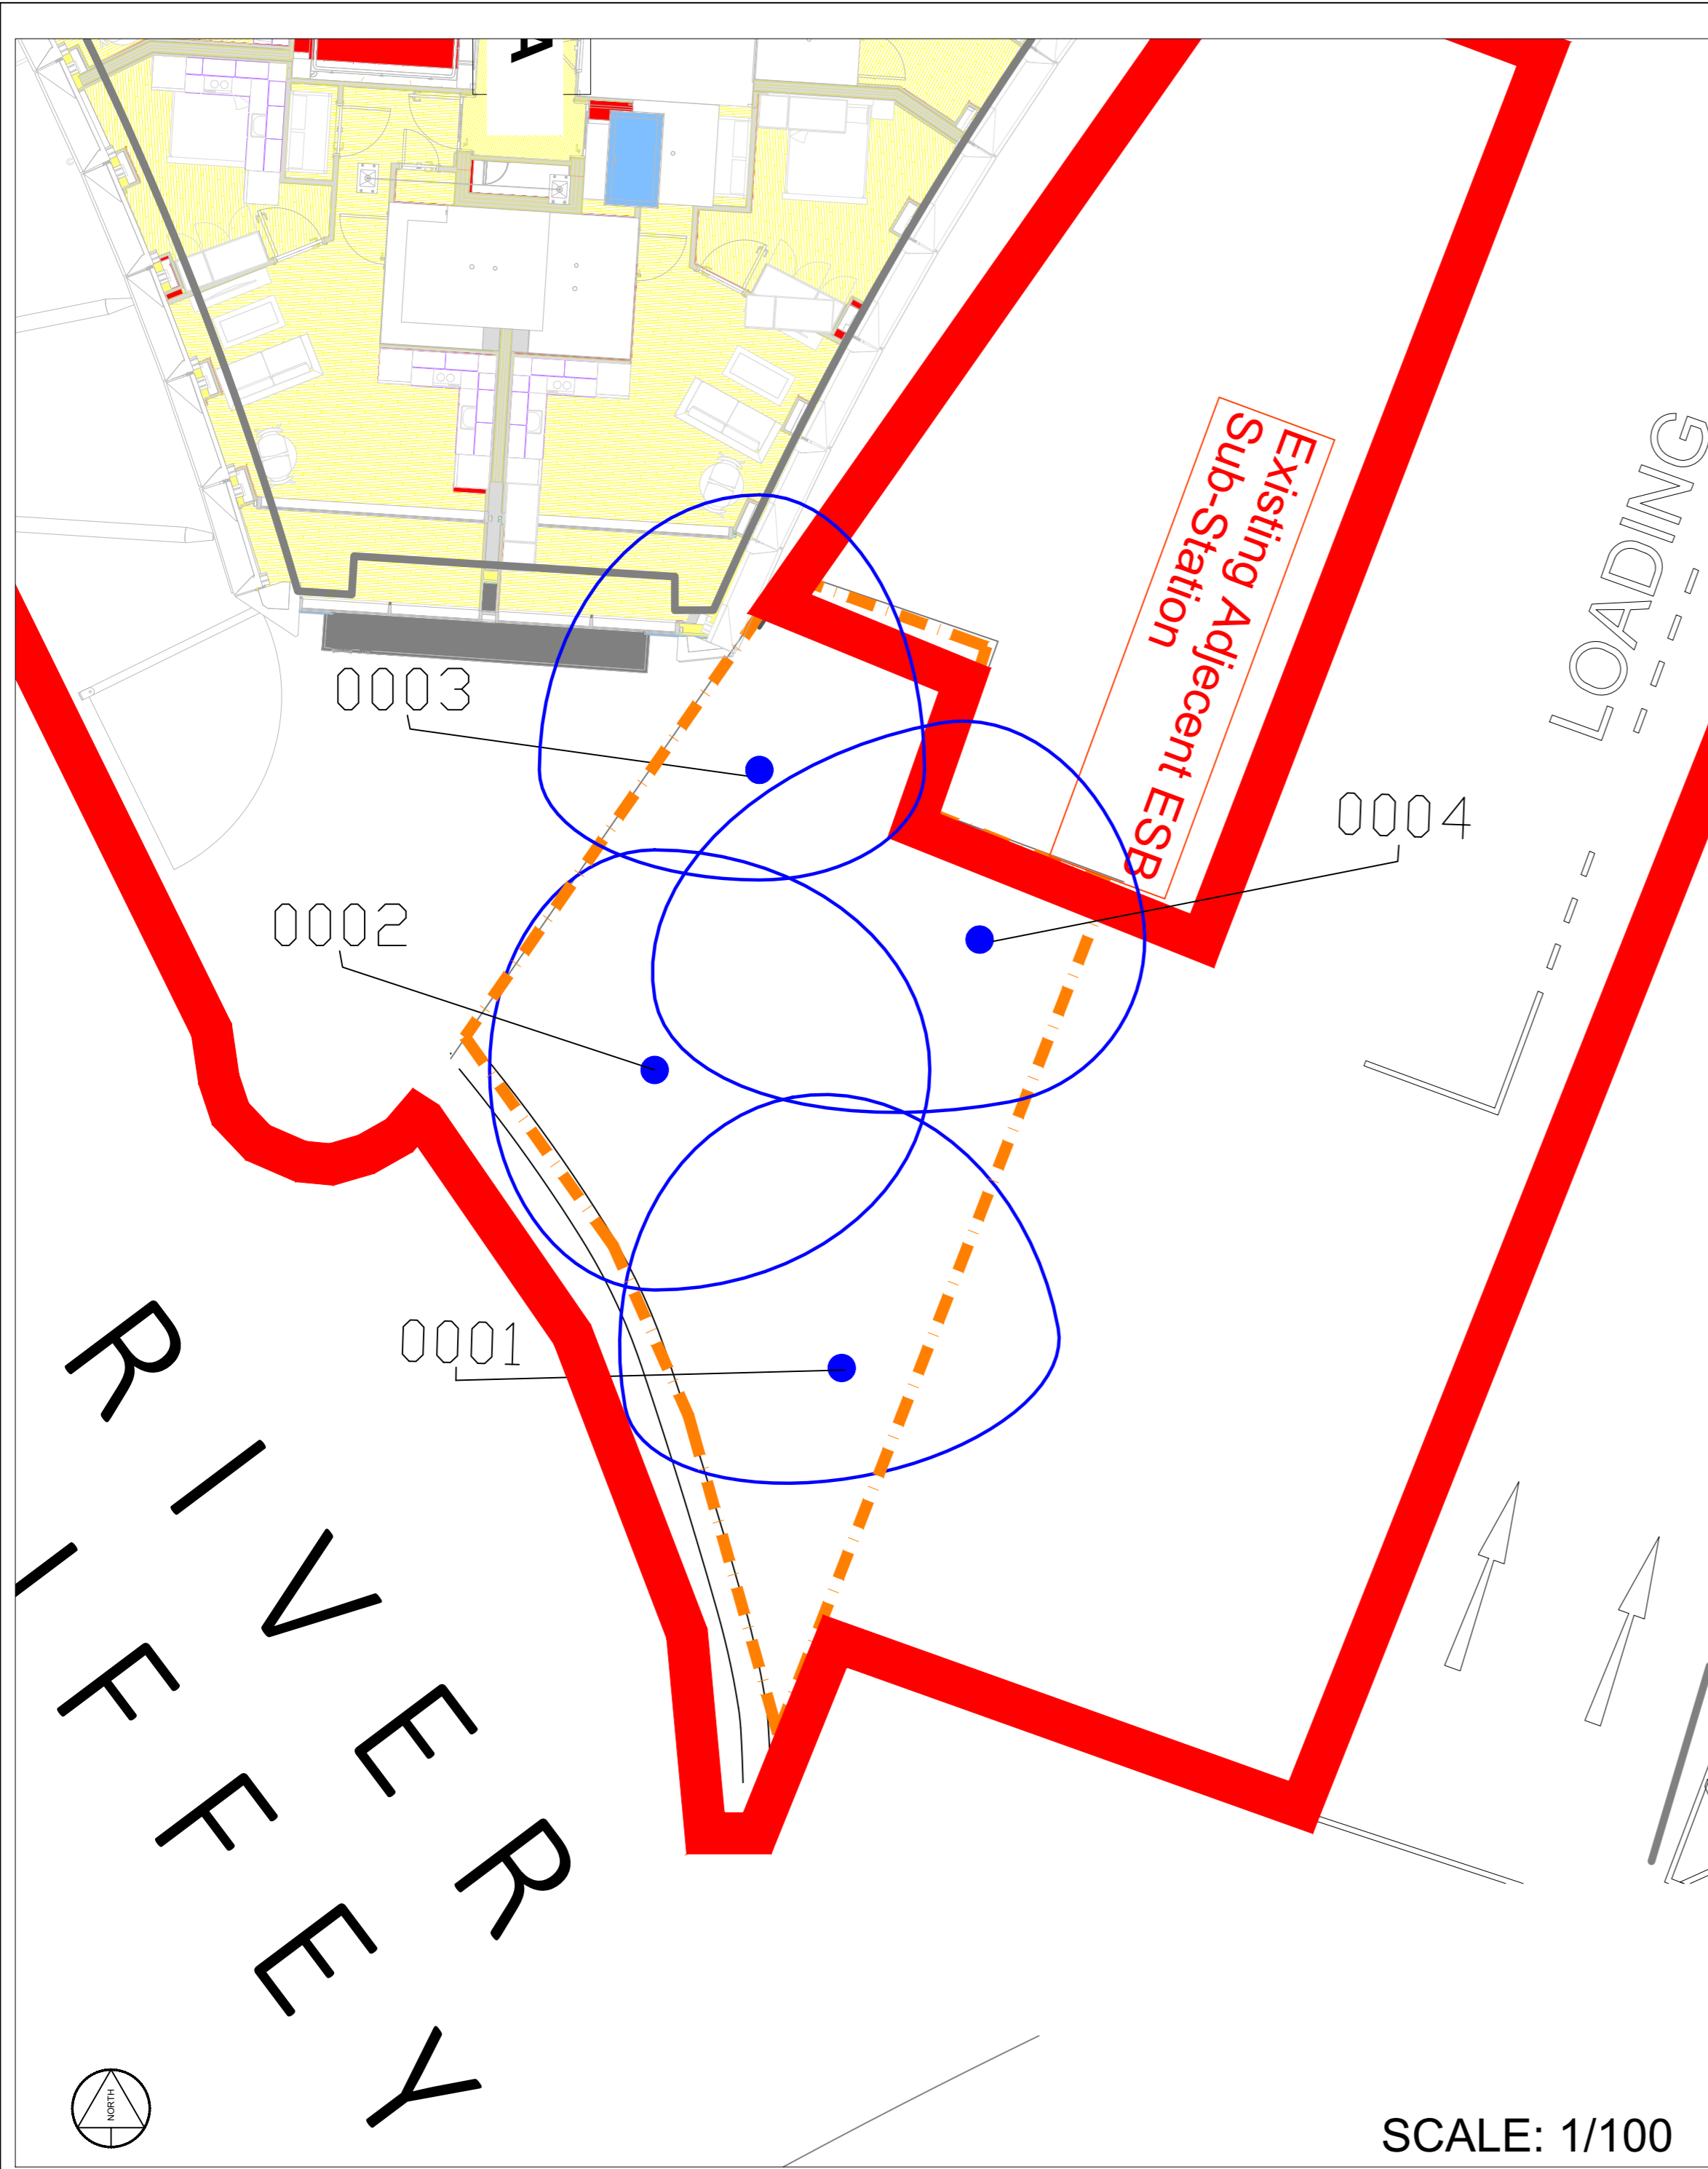 A
Existing Adjecent ESB
Sub-Station
LOADING
0003
0004
0002
0001
RIVER
LIFFEY
NORTH
SCALE: 1/100